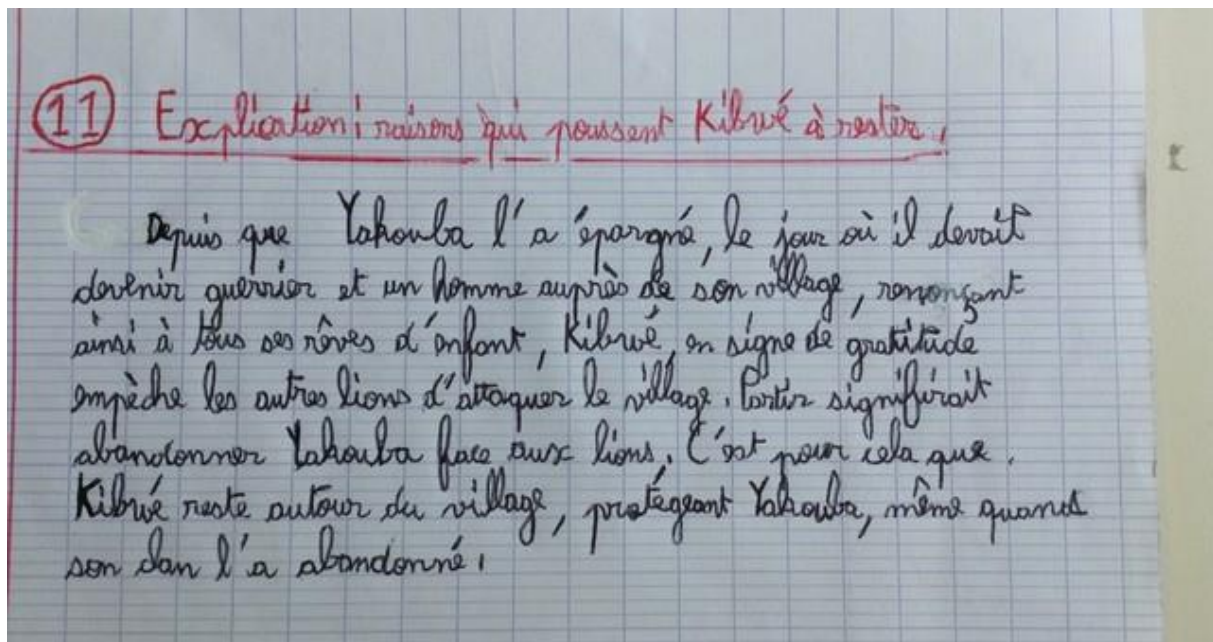 11 Explication : raisons qui poussent Kibwé à rester.
Depuis que Yakouba l'a épargné, le jour où il devait
devenir guerrier et un homme auprès de son village, renonçant
ainsi à tous ses rêves d'enfant, Kibwé, en signe de gratitude
empèche les autres lions d'attaquer le village. Partir signifirait
abandonner Yakouba face aux lions. C'est pour cela que.
Kibwé reste autour du village, protégeant Yakouba, même quand
son clan l'a abandonné.